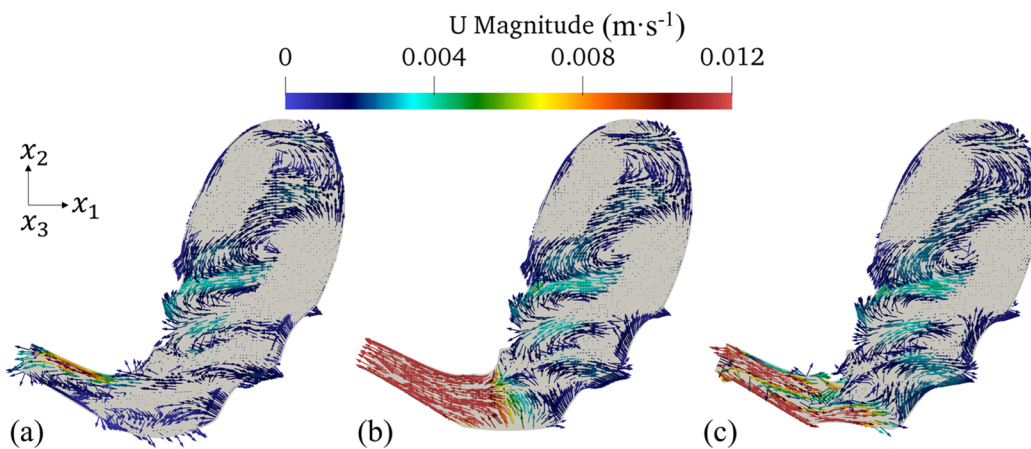 U Magnitude (m·s⁻¹)
0 0.004 0.008 0.012
x₂
x₁
x₃
(a) (b) (c)